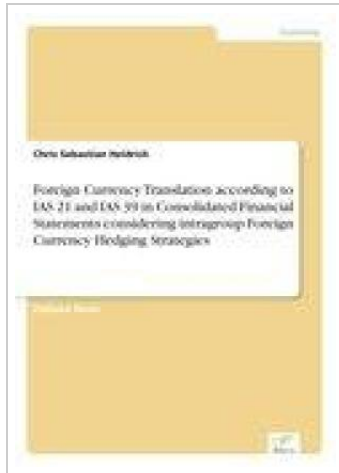 Chris Sebastian Heidrich
Foreign Currency Translation according to
IAS 21 and IAS 39 in Consolidated Financial
Statements considering intragroup Foreign
Currency Hedging Strategies